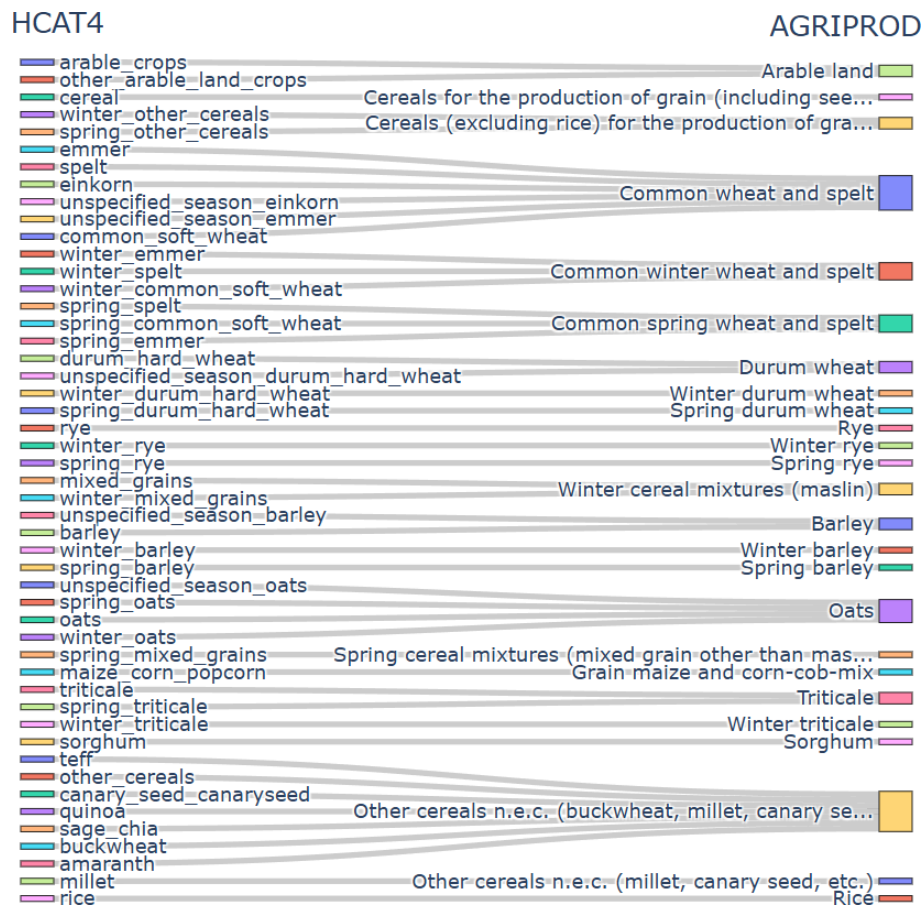 HCAT4
AGRIPROD
arable_crops
other_arable_land_crops
cereal
winter_other_cereals
spring_other_cereals
emmer
spelt
einkorn
unspecified_season_einkorn
unspecified_season_emmer
common_soft_wheat
winter_emmer
winter_spelt
winter_common_soft_wheat
spring_spelt
spring_common_soft_wheat
spring_emmer
durum_hard_wheat
unspecified_season_durum_hard_wheat
winter_durum_hard_wheat
spring_durum_hard_wheat
rye
winter_rye
spring_rye
mixed_grains
winter_mixed_grains
unspecified_season_barley
barley
winter_barley
spring_barley
unspecified_season_oats
spring_oats
oats
winter_oats
spring_mixed_grains
maize_corn_popcorn
triticale
spring_triticale
winter_triticale
sorghum
teff
other_cereals
canary_seed_canaryseed
quinoa
sage_chia
buckwheat
amaranth
millet
rice
Arable land
Cereals for the production of grain (including see...
Cereals (excluding rice) for the production of gra...
Common wheat and spelt
Common winter wheat and spelt
Common spring wheat and spelt
Durum wheat
Winter durum wheat
Spring durum wheat
Rye
Winter rye
Spring rye
Winter cereal mixtures (maslin)
Barley
Winter barley
Spring barley
Oats
Spring cereal mixtures (mixed grain other than mas...
Grain maize and corn-cob-mix
Triticale
Winter triticale
Sorghum
Other cereals n.e.c. (buckwheat, millet, canary se...
Other cereals n.e.c. (millet, canary seed, etc.)
Rice